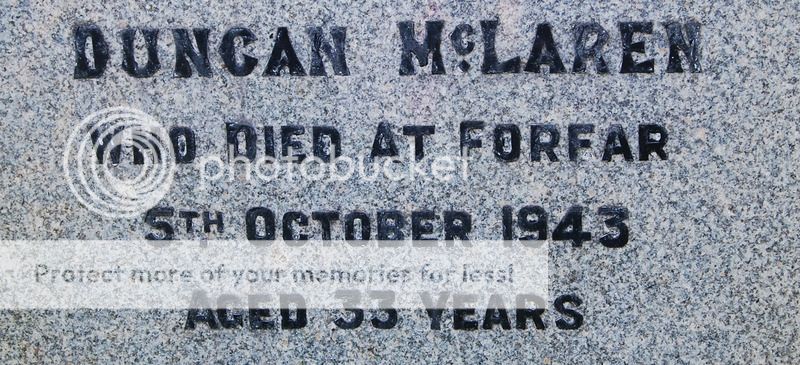 DUNCAN McLAREN
WHO DIED AT FORFAR
photobucket
5TH OCTOBER 1943
Protect more of your memories for less!
AGED 33 YEARS